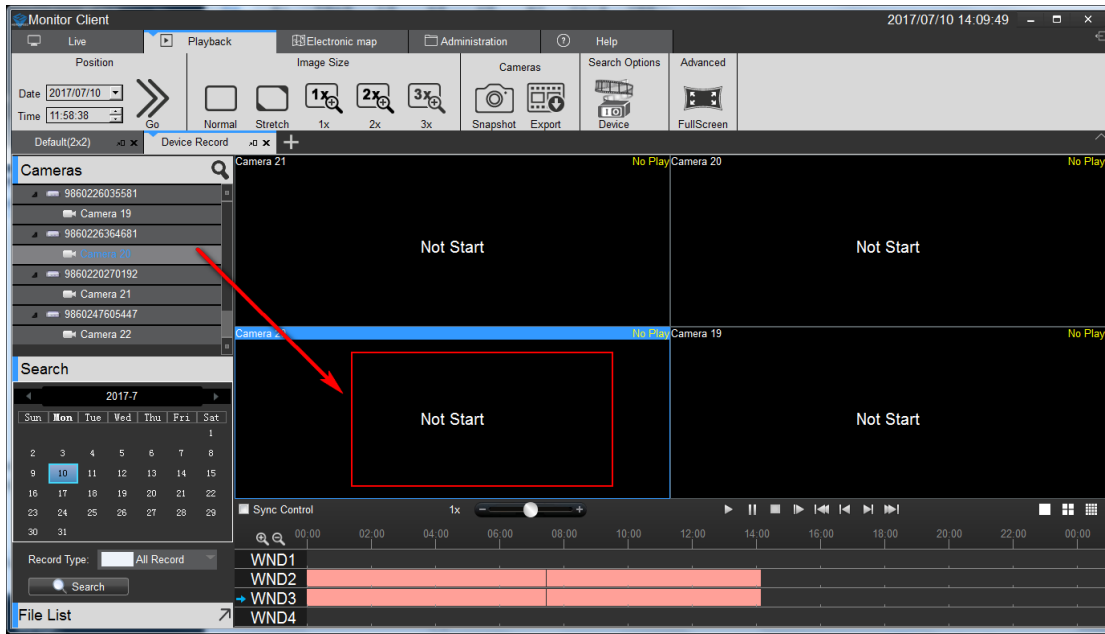 Monitor Client 2017/07/10 14:09:49
Live Playback Electronic map Administration ? Help
Position Image Size Cameras Search Options Advanced
Date 2017/07/10
Time 11:58:38
Go Normal Stretch 1x 2x 3x Snapshot Export Device FullScreen
Default(2x2) Device Record
Cameras
9860226035581
Camera 19
9860226364681
Camera 20
9860220270192
Camera 21
9860247605447
Camera 22
Camera 21 No Play
Not Start
Camera 20 No Play
Not Start
Camera No Play
Not Start
Camera 19 No Play
Not Start
Search
2017-7
Sun Mon Tue Wed Thu Fri Sat
1
2 3 4 5 6 7 8
9 10 11 12 13 14 15
16 17 18 19 20 21 22
23 24 25 26 27 28 29
30 31
Record Type: All Record
Search
File List
Sync Control 1x
00:00 02:00 04:00 06:00 08:00 10:00 12:00 14:00 16:00 18:00 20:00 22:00 00:00
WND1
WND2
WND3
WND4